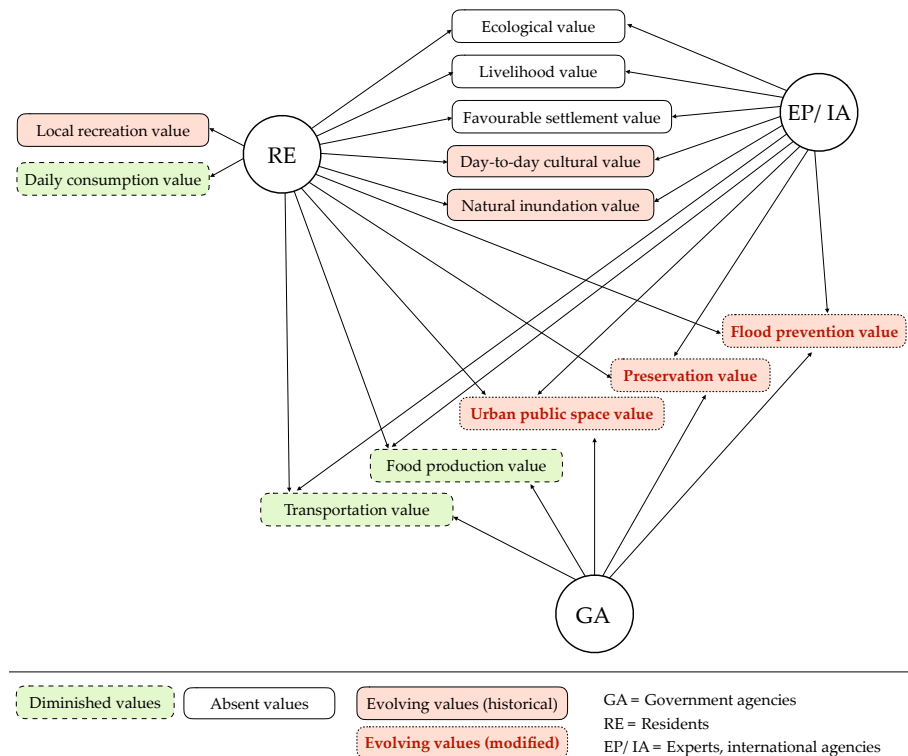 Ecological value
Livelihood value
EP/ IA
Favourable settlement value
Local recreation value
RE
Day-to-day cultural value
Daily consumption value
Natural inundation value
Flood prevention value
Preservation value
Urban public space value
Food production value
Transportation value
GA
Diminished values
Absent values
Evolving values (historical)
GA = Government agencies
RE = Residents
Evolving values (modified)
EP/ IA = Experts, international agencies